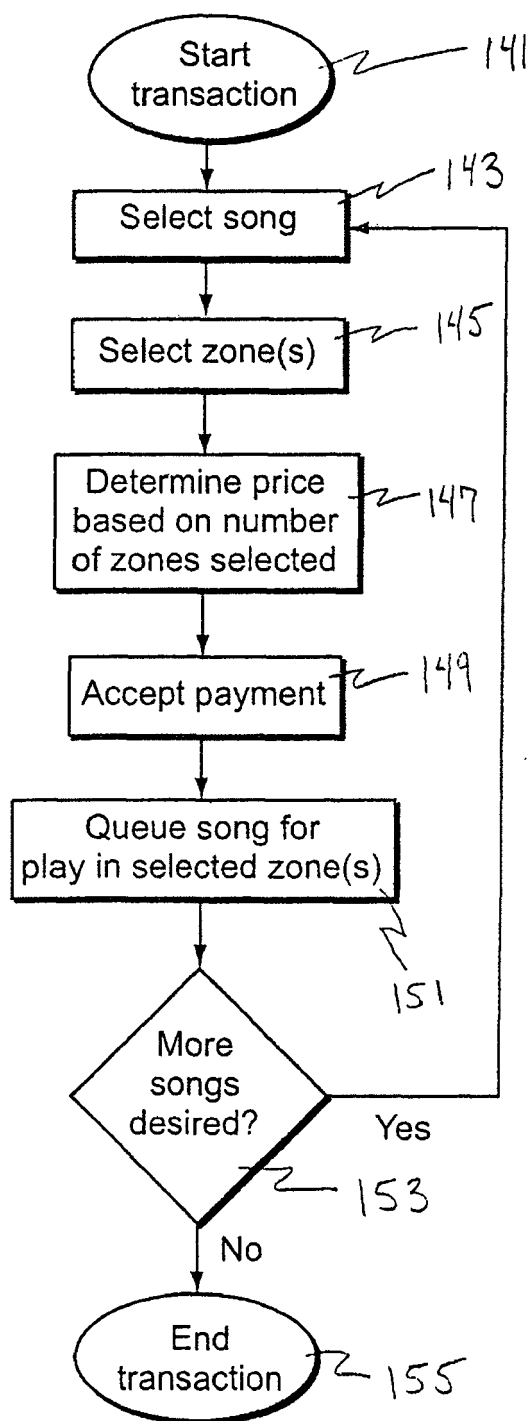 Start
transaction
141
143
Select song
145
Select zone(s)
Determine price
based on number
of zones selected
147
149
Accept payment
Queue song for
play in selected zone(s)
151
More
songs
desired?
Yes
153
No
End
transaction
155